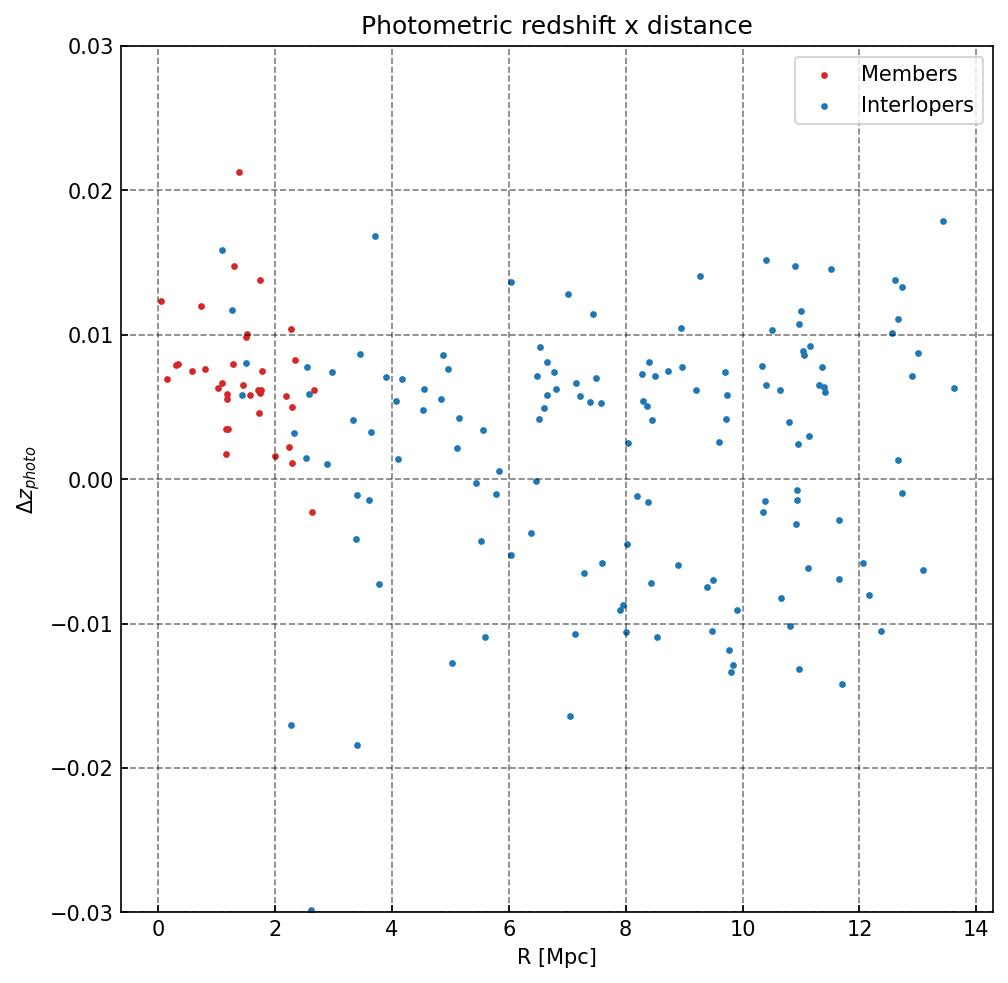 Photometric redshift x distance
Members
Interlopers
0.03
0.02
0.01
0.00
−0.01
−0.02
−0.03
Δz_photo
0 2 4 6 8 10 12 14
R [Mpc]